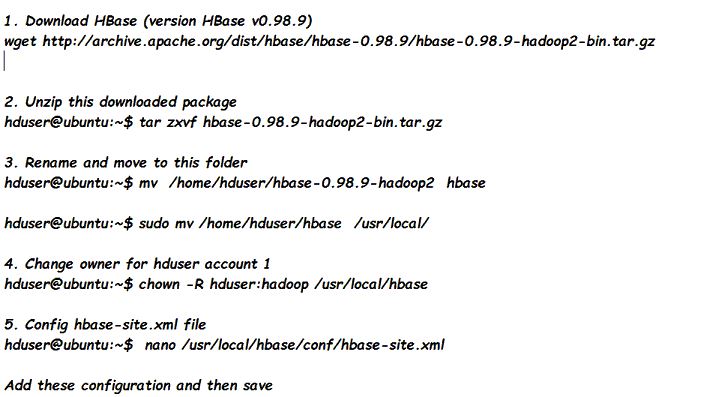 1. Download HBase (version HBase v0.98.9)
wget http://archive.apache.org/dist/hbase/hbase-0.98.9/hbase-0.98.9-hadoop2-bin.tar.gz
2. Unzip this downloaded package
hduser@ubuntu:~$ tar zxvf hbase-0.98.9-hadoop2-bin.tar.gz
3. Rename and move to this folder
hduser@ubuntu:~$ mv /home/hduser/hbase-0.98.9-hadoop2 hbase
hduser@ubuntu:~$ sudo mv /home/hduser/hbase /usr/local/
4. Change owner for hduser account 1
hduser@ubuntu:~$ chown -R hduser:hadoop /usr/local/hbase
5. Config hbase-site.xml file
hduser@ubuntu:~$ nano /usr/local/hbase/conf/hbase-site.xml
Add these configuration and then save